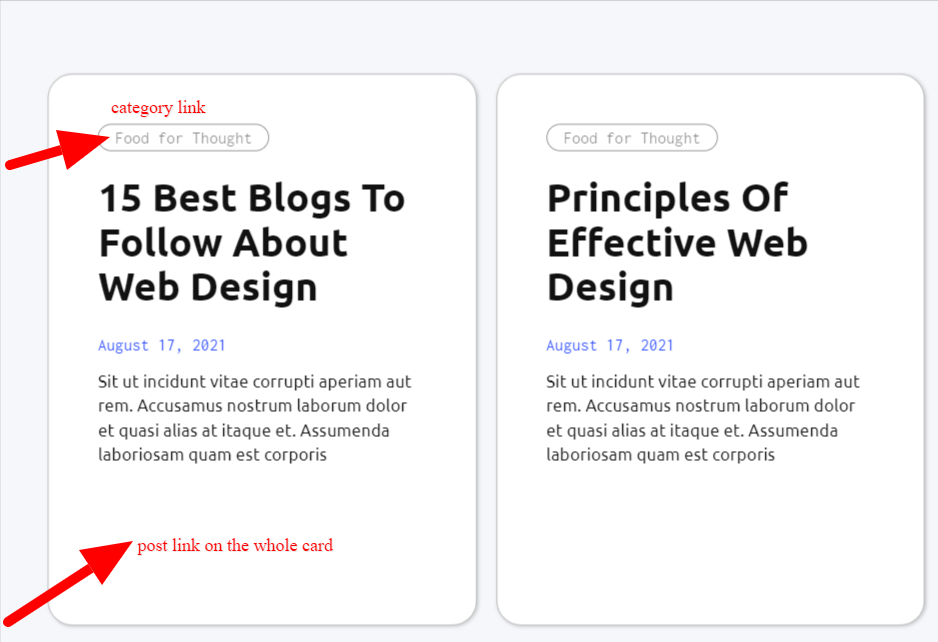 category link
Food for Thought
15 Best Blogs To
Follow About
Web Design
August 17, 2021
Sit ut incidunt vitae corrupti aperiam aut
rem. Accusamus nostrum laborum dolor
et quasi alias at itaque et. Assumenda
laboriosam quam est corporis
post link on the whole card
Food for Thought
Principles Of
Effective Web
Design
August 17, 2021
Sit ut incidunt vitae corrupti aperiam aut
rem. Accusamus nostrum laborum dolor
et quasi alias at itaque et. Assumenda
laboriosam quam est corporis